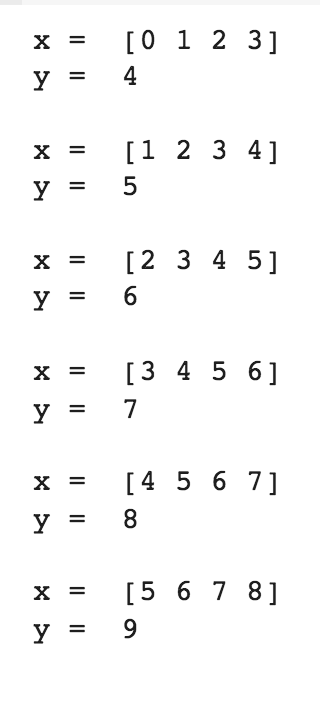 x =  [0 1 2 3]
y =  4
x =  [1 2 3 4]
y =  5
x =  [2 3 4 5]
y =  6
x =  [3 4 5 6]
y =  7
x =  [4 5 6 7]
y =  8
x =  [5 6 7 8]
y =  9